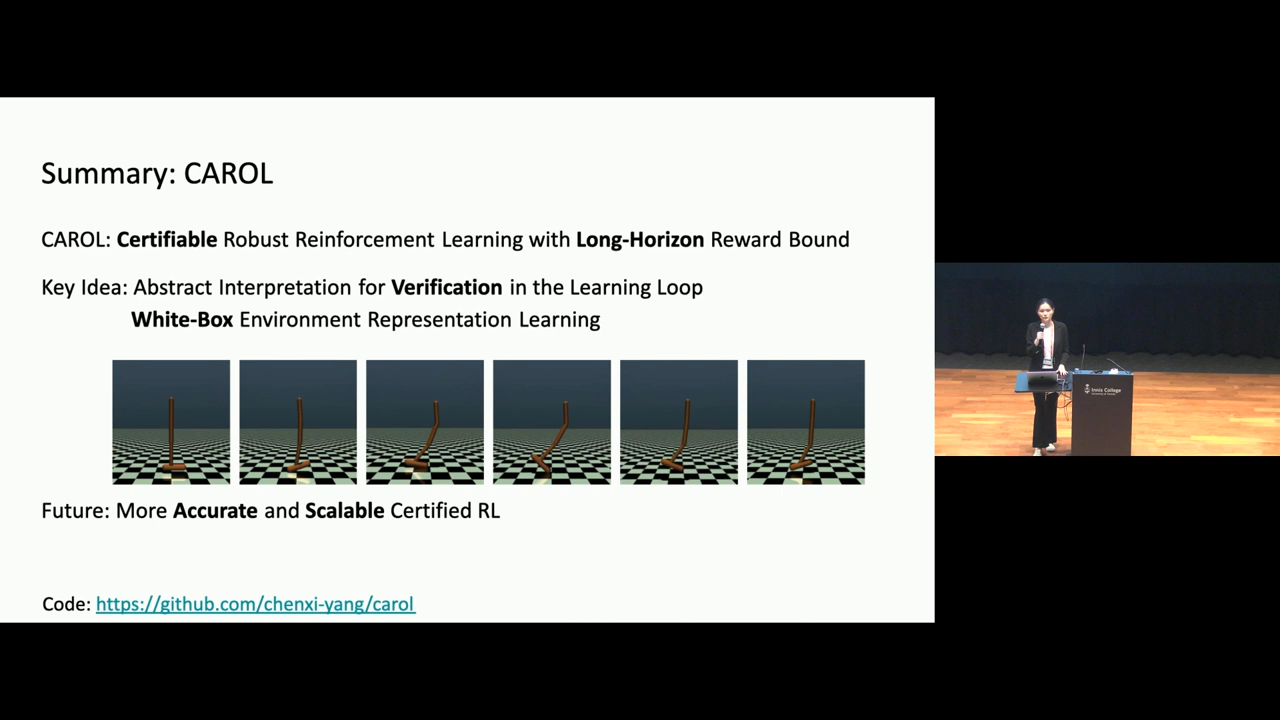 Summary: CAROL
CAROL: Certifiable Robust Reinforcement Learning with Long-Horizon Reward Bound
Key Idea: Abstract Interpretation for Verification in the Learning Loop
White-Box Environment Representation Learning
Future: More Accurate and Scalable Certified RL
Code: https://github.com/chenxi-yang/carol
Innis College